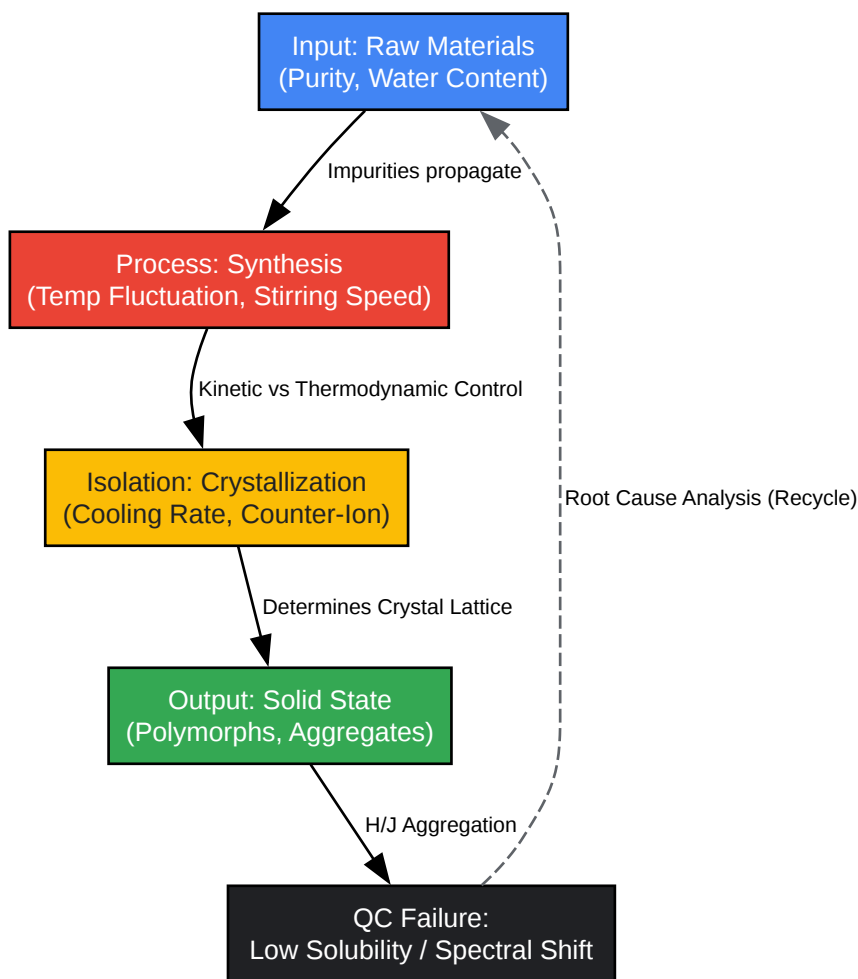 Input: Raw Materials
(Purity, Water Content)
Impurities propagate
Process: Synthesis
(Temp Fluctuation, Stirring Speed)
Kinetic vs Thermodynamic Control
Isolation: Crystallization
(Cooling Rate, Counter-Ion)
Root Cause Analysis (Recycle)
Determines Crystal Lattice
Output: Solid State
(Polymorphs, Aggregates)
H/J Aggregation
QC Failure:
Low Solubility / Spectral Shift